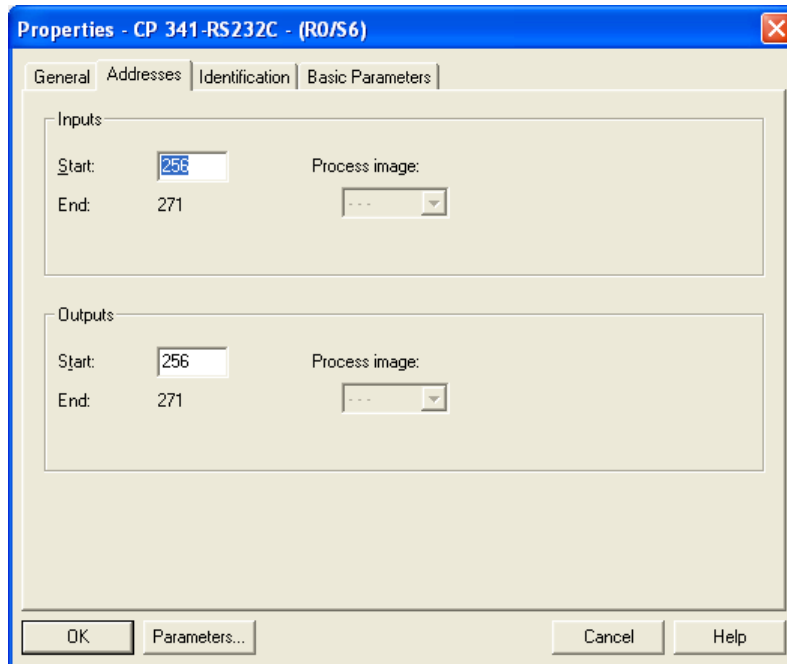 Properties - CP 341-RS232C - (R0/S6)
General Addresses Identification Basic Parameters
Inputs
Start: 256 Process image:
End: 271 - - -
Outputs
Start: 256 Process image:
End: 271 - - -
OK Parameters... Cancel Help